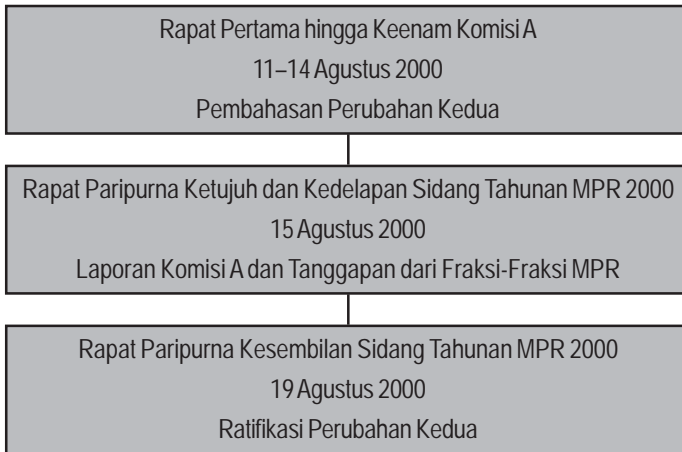 Rapat Pertama hingga Keenam Komisi A
11–14 Agustus 2000
Pembahasan Perubahan Kedua
Rapat Paripurna Ketujuh dan Kedelapan Sidang Tahunan MPR 2000
15 Agustus 2000
Laporan Komisi A dan Tanggapan dari Fraksi-Fraksi MPR
Rapat Paripurna Kesembilan Sidang Tahunan MPR 2000
19 Agustus 2000
Ratifikasi Perubahan Kedua